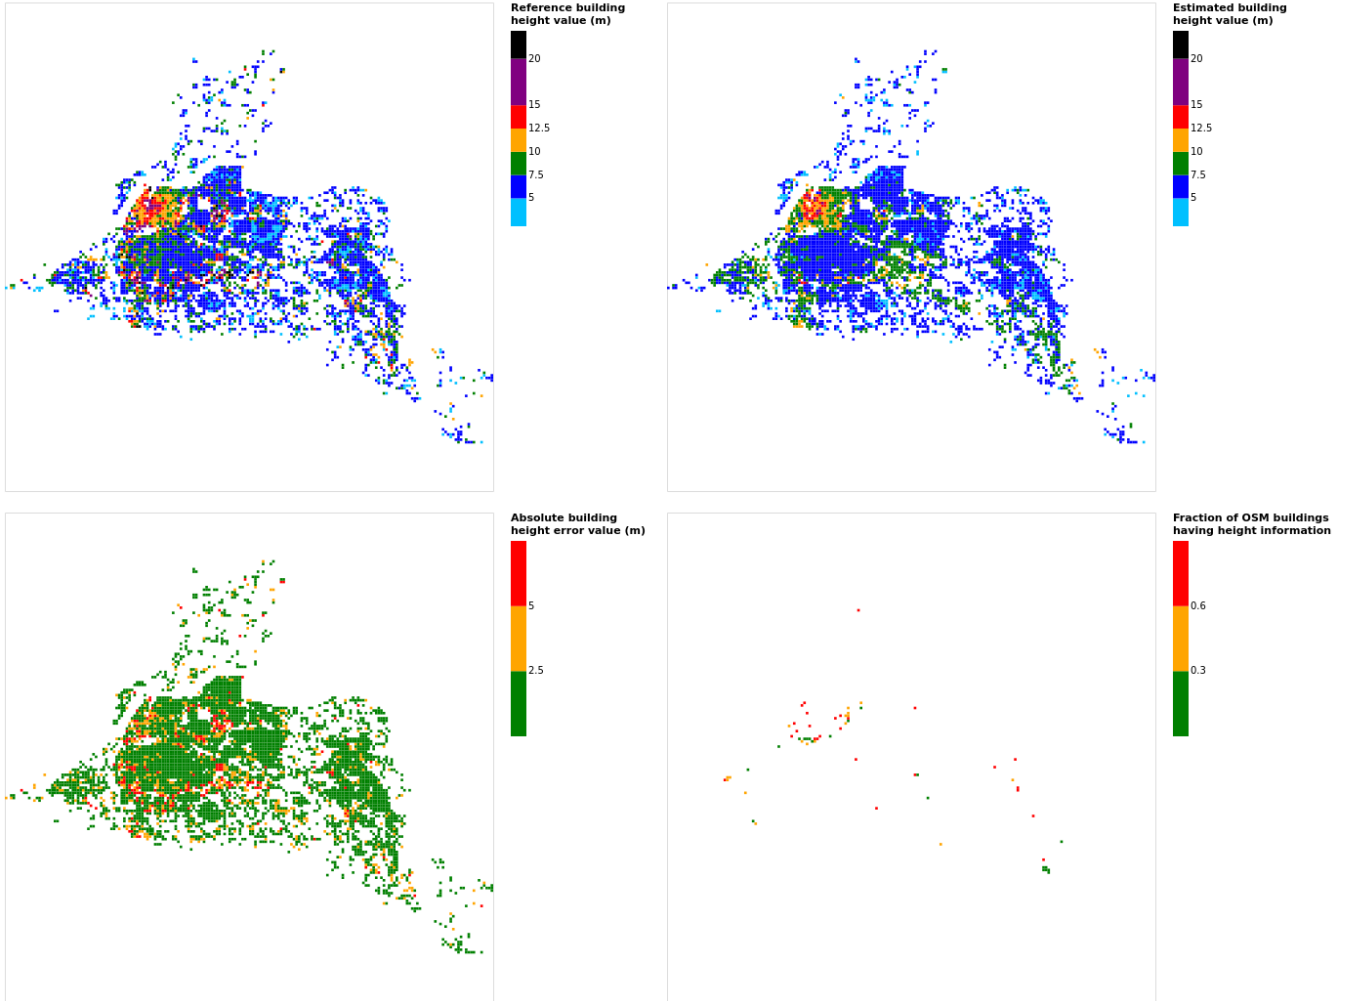 Reference building
height value (m)
20
15
12.5
10
7.5
5
Estimated building
height value (m)
20
15
12.5
10
7.5
5
Absolute building
height error value (m)
5
2.5
Fraction of OSM buildings
having height information
0.6
0.3